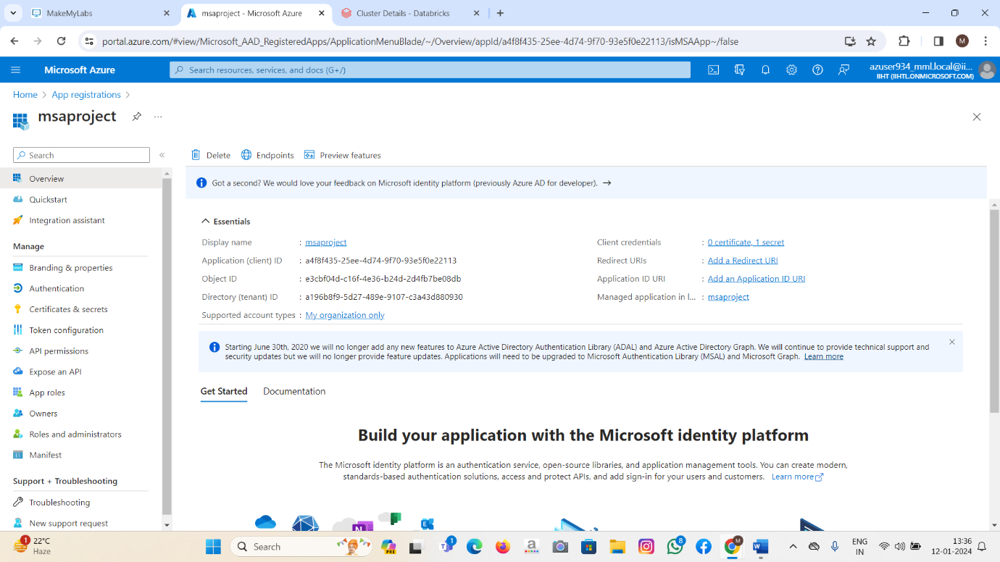 MakeMyLabs
msaproject - Microsoft Azure
Cluster Details - Databricks
portal.azure.com/#view/Microsoft_AAD_RegisteredApps/ApplicationMenuBlade/~/Overview/appId/a4f8f435-25ee-4d74-9f70-93e5f0e22113/isMSAApp~/false
M
Microsoft Azure
Search resources, services, and docs (G+/)
azuser934_mml.local@ii...
IIHT (IIHTL.ONMICROSOFT.COM)
Home > App registrations >
msaproject
...
Search
«
Delete
Endpoints
Preview features
Got a second? We would love your feedback on Microsoft identity platform (previously Azure AD for developer). →
Overview
Quickstart
Integration assistant
Manage
Branding & properties
Authentication
Certificates & secrets
Token configuration
API permissions
Expose an API
App roles
Owners
Roles and administrators
Manifest
Support + Troubleshooting
Troubleshooting
New support request
Essentials
Display name : msaproject
Application (client) ID : a4f8f435-25ee-4d74-9f70-93e5f0e22113
Object ID : e3cbf04d-c16f-4e36-b24d-2d4fb7be08db
Directory (tenant) ID : a196b8f9-5d27-489e-9107-c3a43d880930
Supported account types : My organization only
Client credentials : 0 certificate, 1 secret
Redirect URIs : Add a Redirect URI
Application ID URI : Add an Application ID URI
Managed application in l... : msaproject
Starting June 30th, 2020 we will no longer add any new features to Azure Active Directory Authentication Library (ADAL) and Azure Active Directory Graph. We will continue to provide technical support and
security updates but we will no longer provide feature updates. Applications will need to be upgraded to Microsoft Authentication Library (MSAL) and Microsoft Graph. Learn more
Get Started
Documentation
Build your application with the Microsoft identity platform
The Microsoft identity platform is an authentication service, open-source libraries, and application management tools. You can create modern,
standards-based authentication solutions, access and protect APIs, and add sign-in for your users and customers. Learn more
N
1
22°C
Haze
Search
PRE
1
a
8
M
W
ENG
IN
13:36
12-01-2024